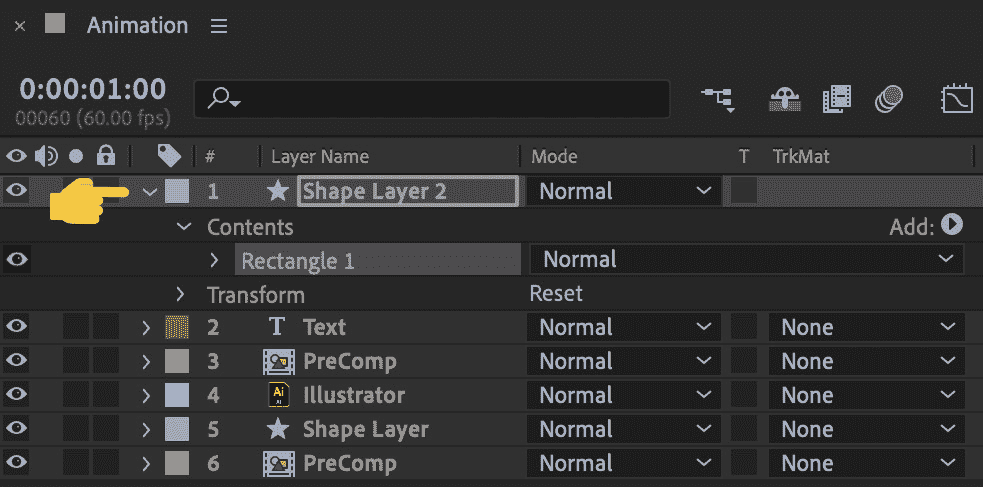 Animation
0:00:01:00
00060 (60.00 fps)
# Layer Name Mode T TrkMat
1 Shape Layer 2 Normal
Contents Add:
Rectangle 1 Normal
Transform Reset
2 T Text Normal None
3 PreComp Normal None
4 Ai Illustrator Normal None
5 Shape Layer Normal None
6 PreComp Normal None